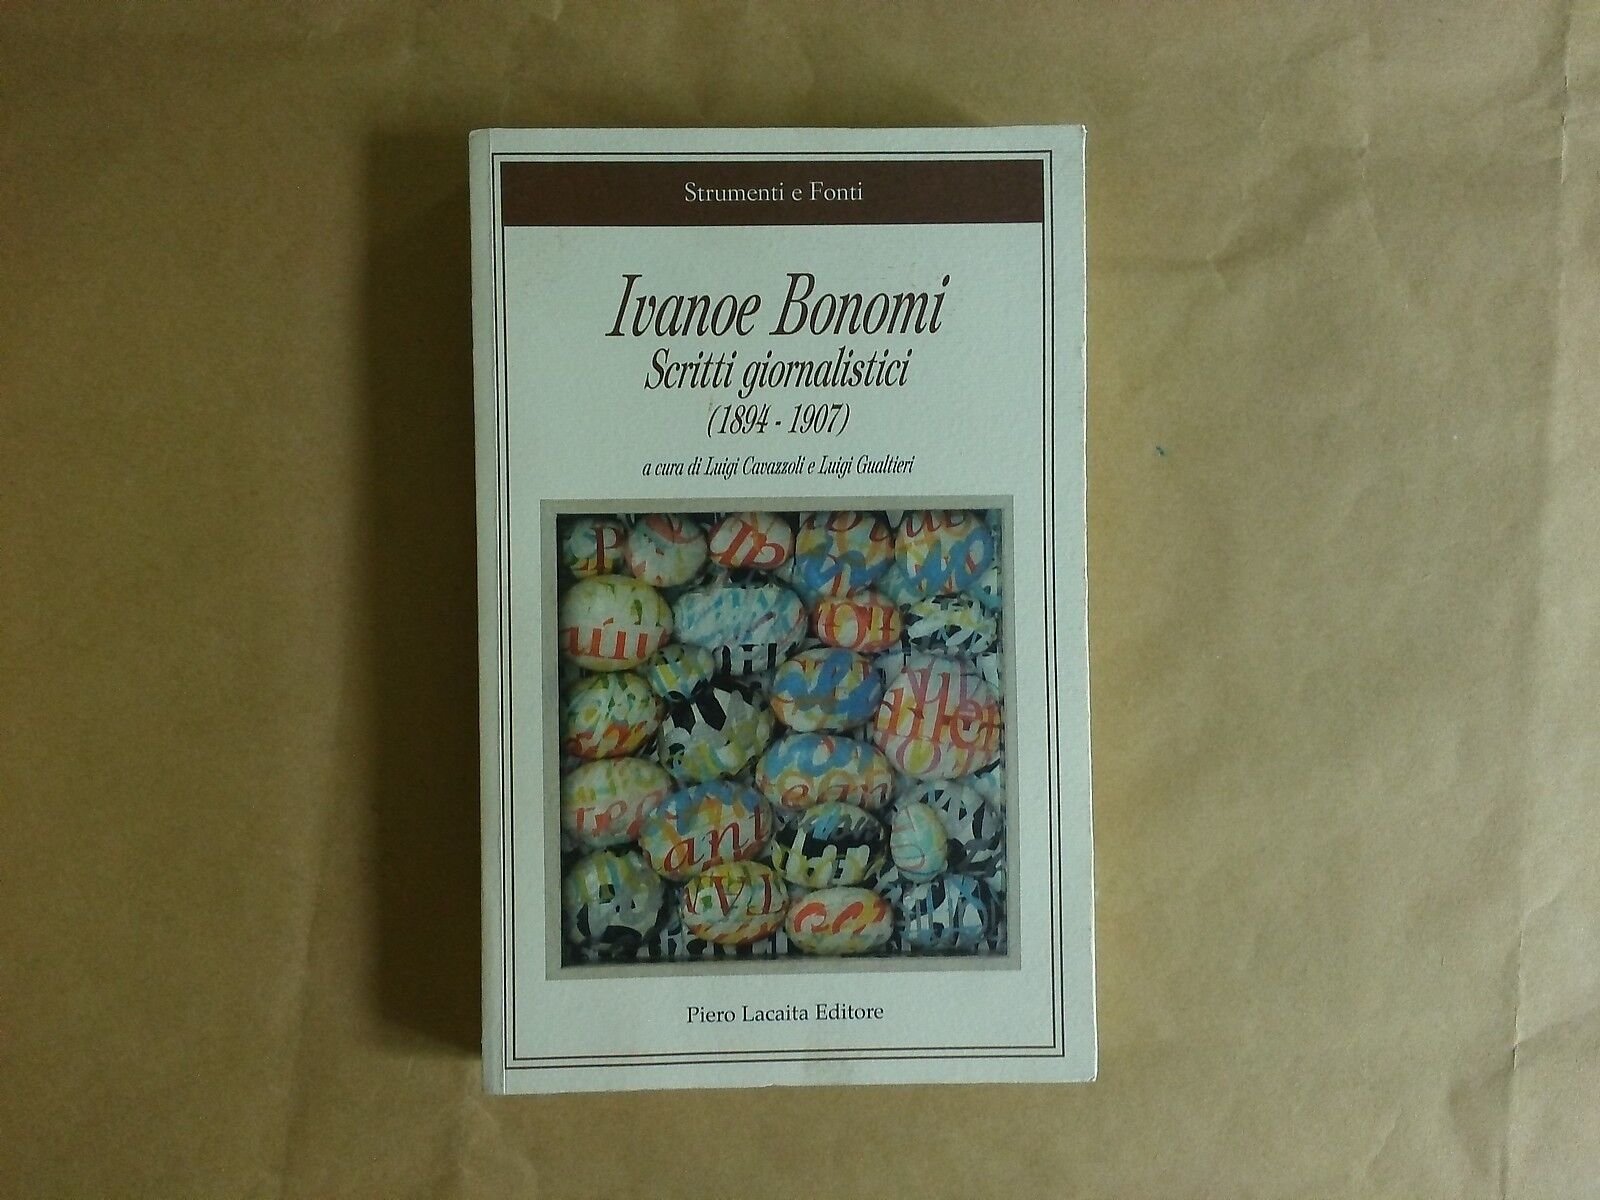 Strumenti e Fonti
Ivanoe Bonomi
Scritti giornalistici
(1894 - 1907)
a cura di Luigi Cavazzoli e Luigi Gualtieri
Piero Lacaita Editore